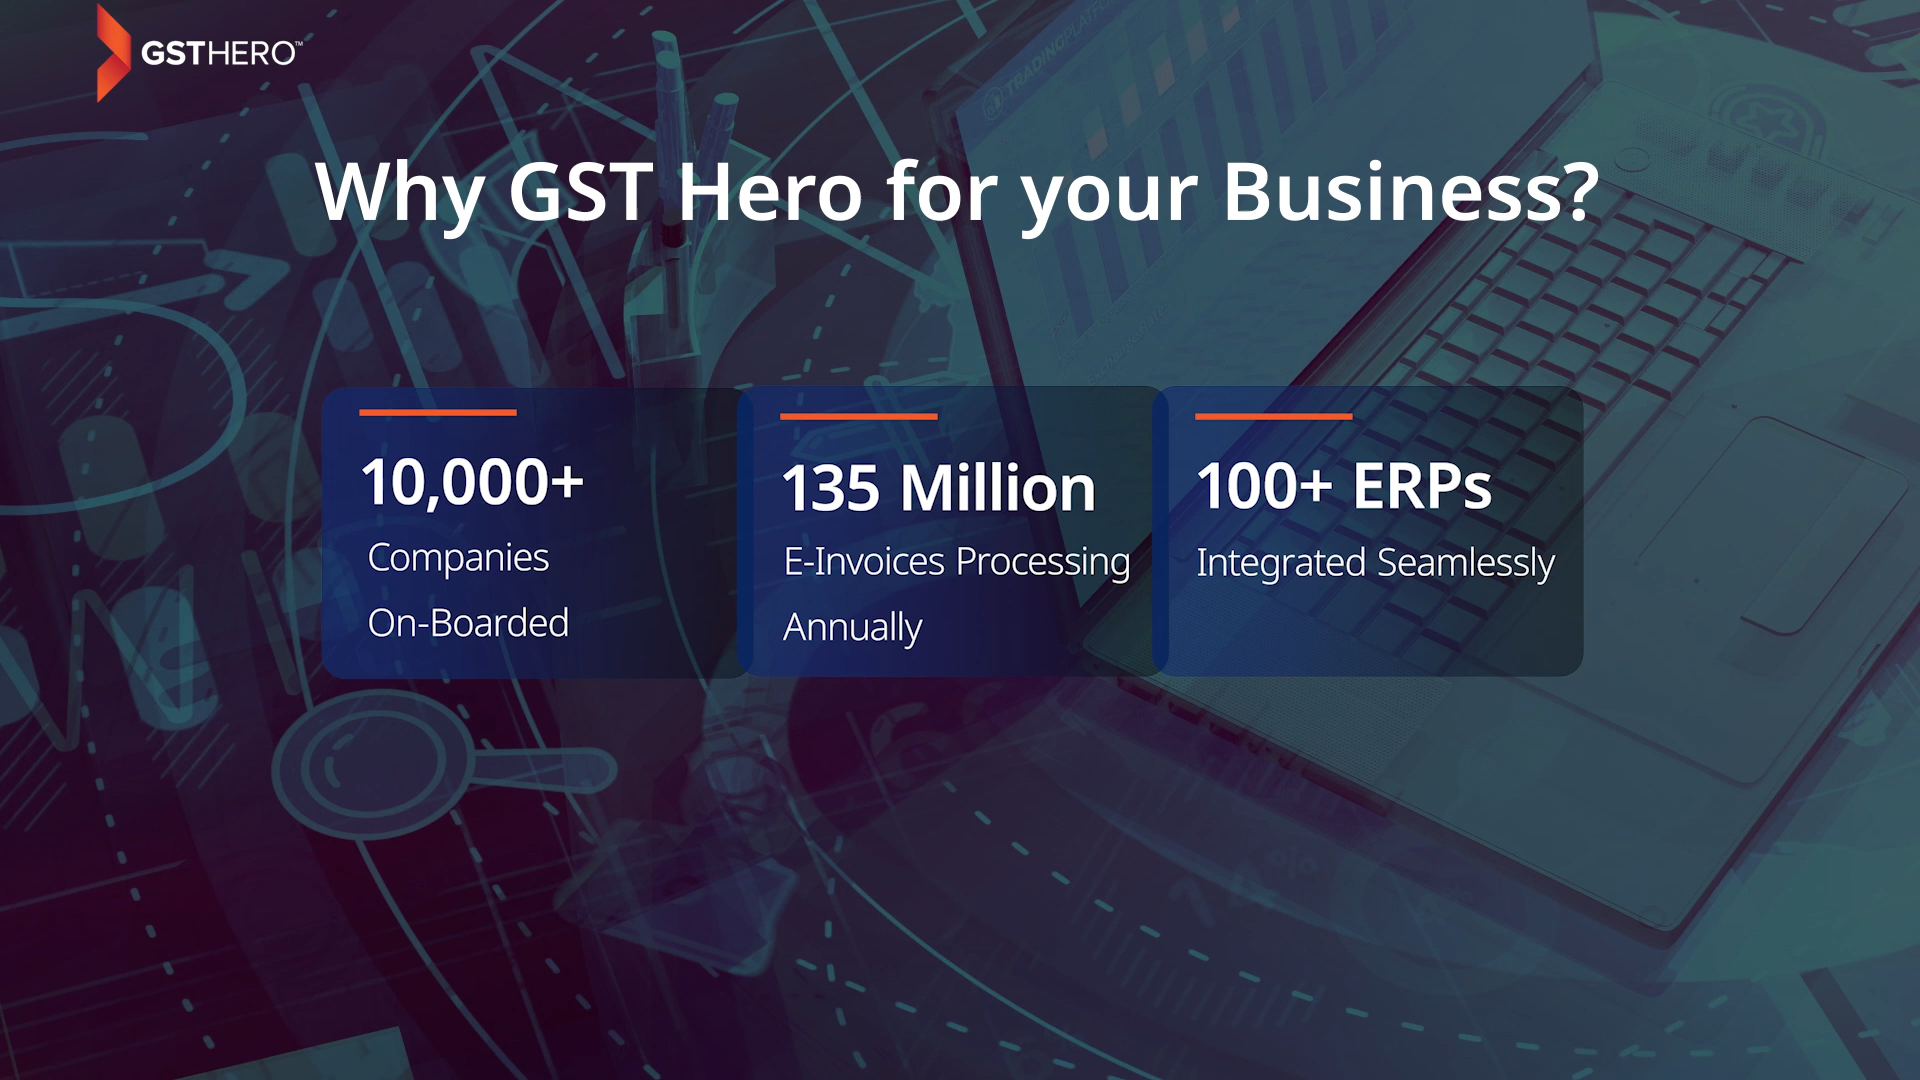 GSTHERO™
TRADINGPLATFORM
Why GST Hero for your Business?
10,000+
Companies
On-Boarded
135 Million
E-Invoices Processing
Annually
100+ ERPs
Integrated Seamlessly